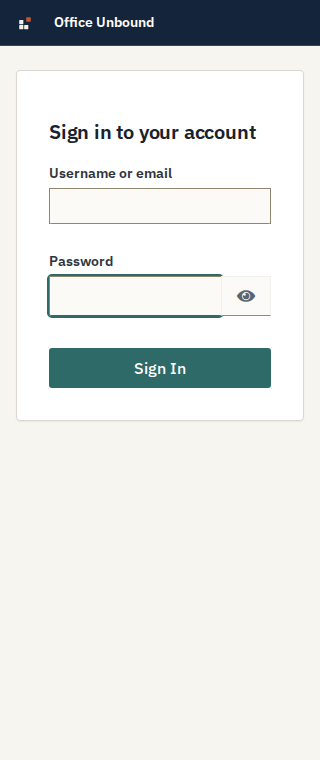 Office Unbound
Sign in to your account
Username or email
Password
Sign In